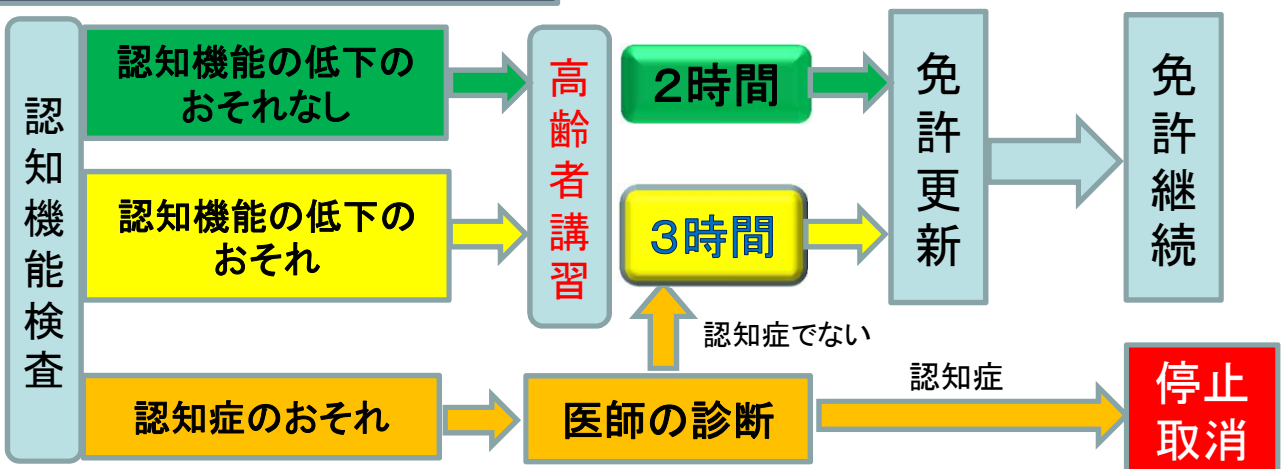 認知機能検査
認知機能の低下の
おそれなし
高齢者講習
2時間
免許更新
免許継続
認知機能の低下の
おそれ
3時間
認知症でない
認知症のおそれ
医師の診断
認知症
停止
取消